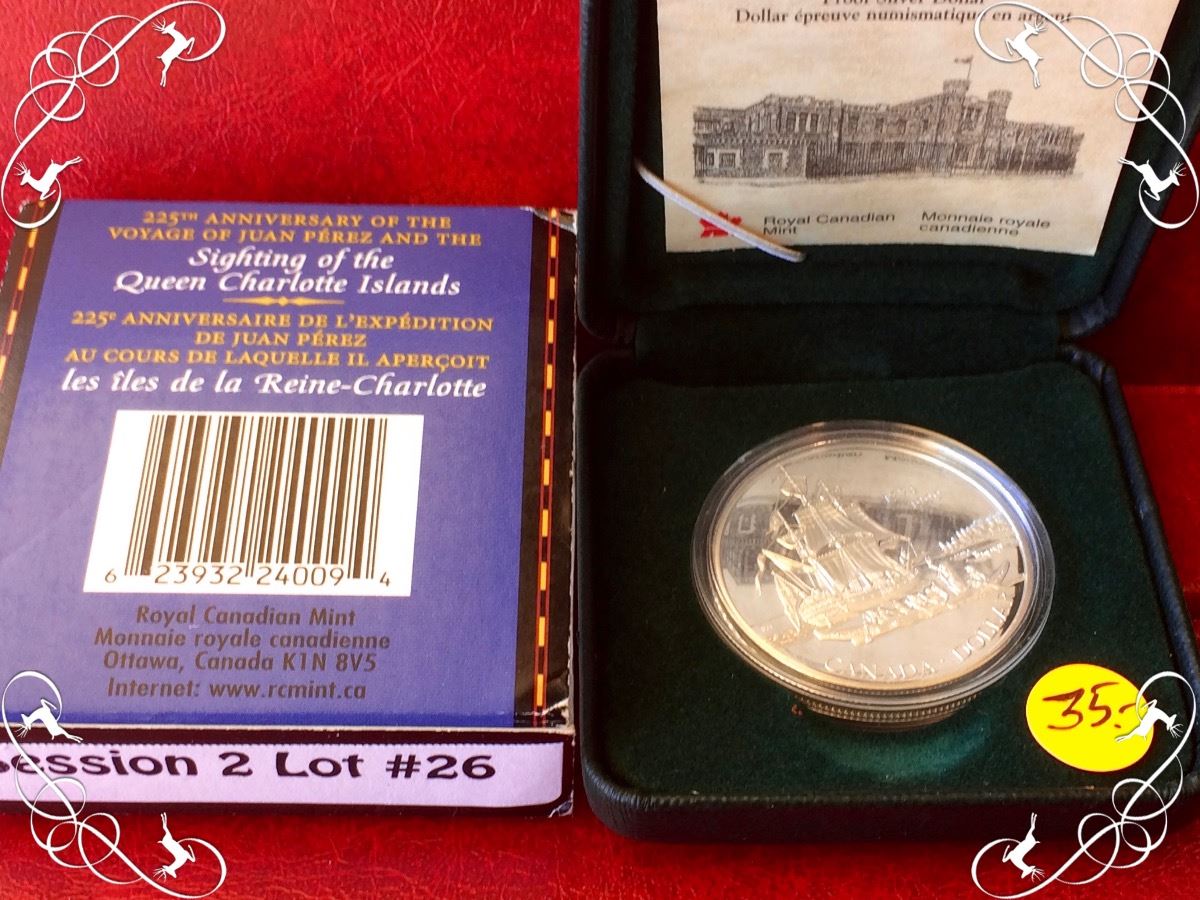 225TH ANNIVERSARY OF THE
VOYAGE OF JUAN PÉREZ AND THE
Sighting of the
Queen Charlotte Islands
225e ANNIVERSAIRE DE L'EXPÉDITION
DE JUAN PÉREZ
AU COURS DE LAQUELLE IL APERÇOIT
les îles de la Reine-Charlotte
6 23932 24009 4
Royal Canadian Mint
Monnaie royale canadienne
Ottawa, Canada K1N 8V5
Internet: www.rcmint.ca
Session 2 Lot #26
Proof Silver Dollar
Dollar épreuve numismatique en argent
Royal Canadian Mint
Monnaie royale canadienne
CANADA · DOLLAR
35.-